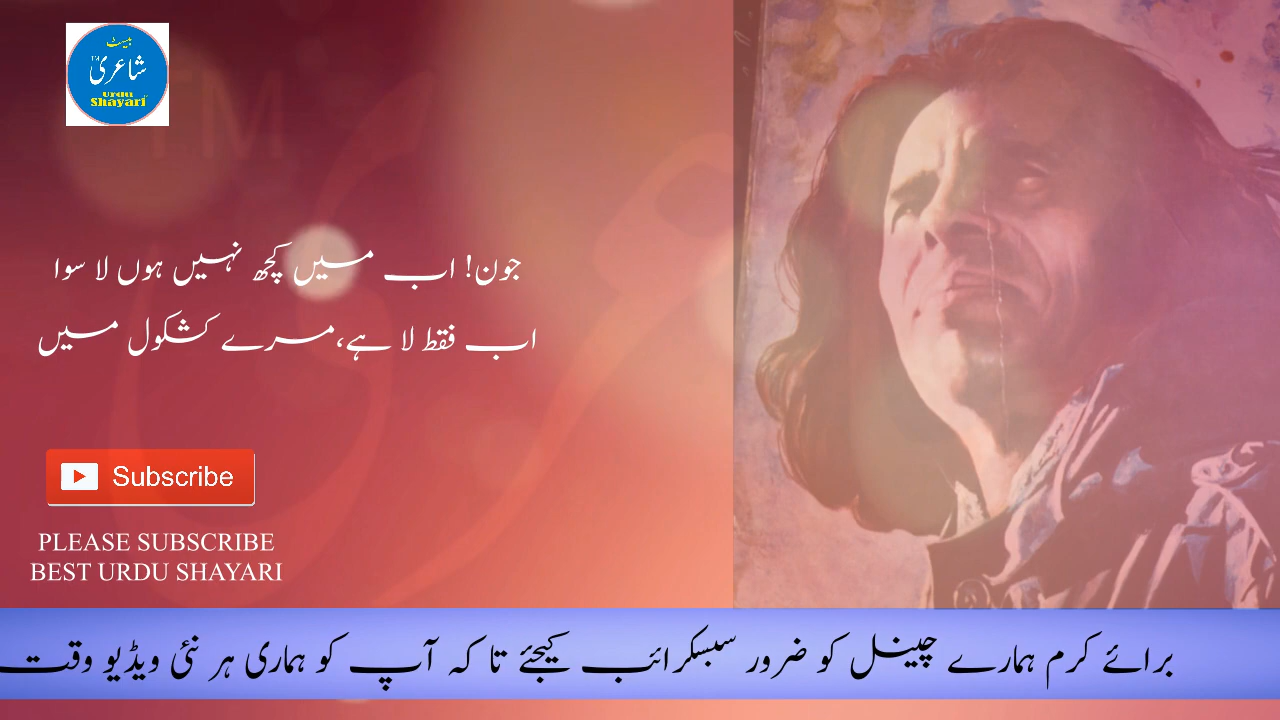 بیسٹ
شاعری TM
Urdu
Shayari
TM
جون! اب میں کچھ نہیں ہوں لا سوا
اب فقط لا ہے،مرے کشکول میں
Subscribe
PLEASE SUBSCRIBE
BEST URDU SHAYARI
برائے کرم ہمارے چینل کو ضرور سبسکرائب کیجئے تا کہ آپ کو ہماری ہر نئی ویڈیو وقت